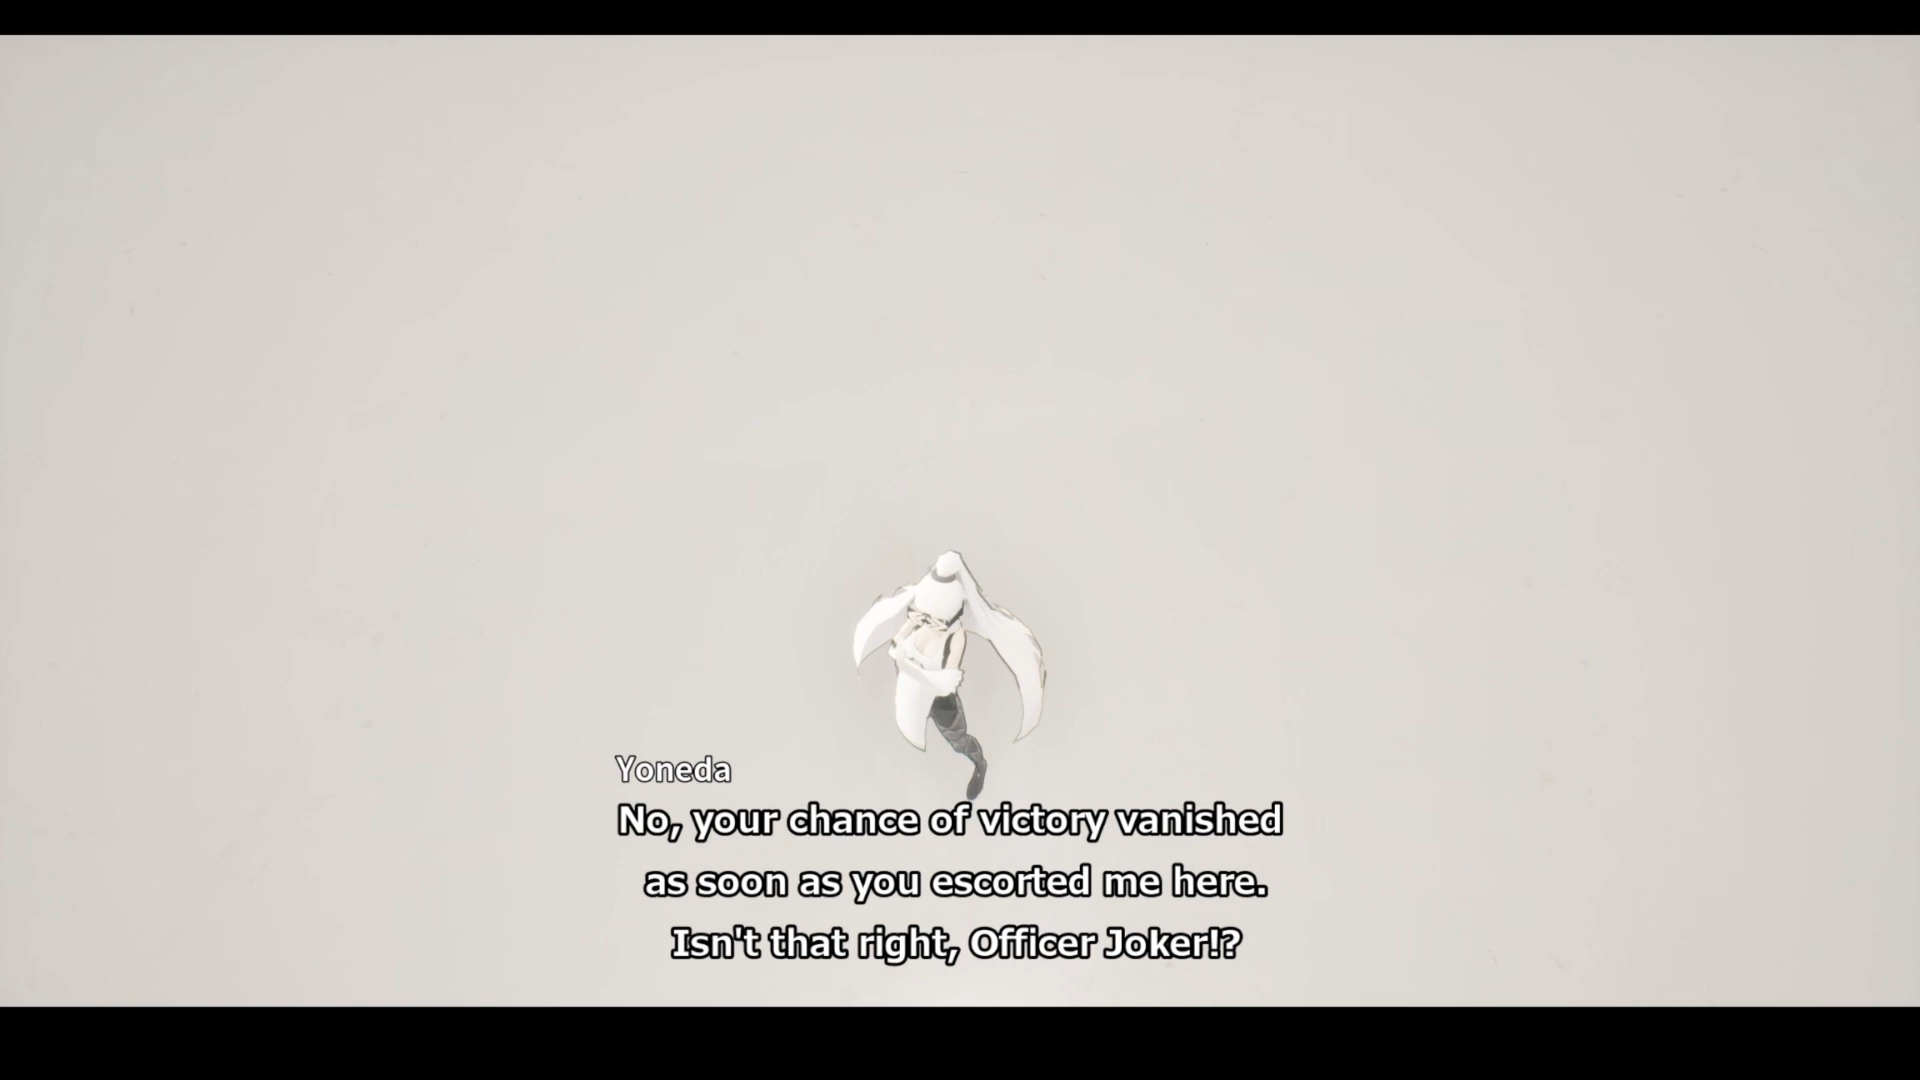 Yoneda
No, your chance of victory vanished
as soon as you escorted me here.
Isn't that right, Officer Joker!?